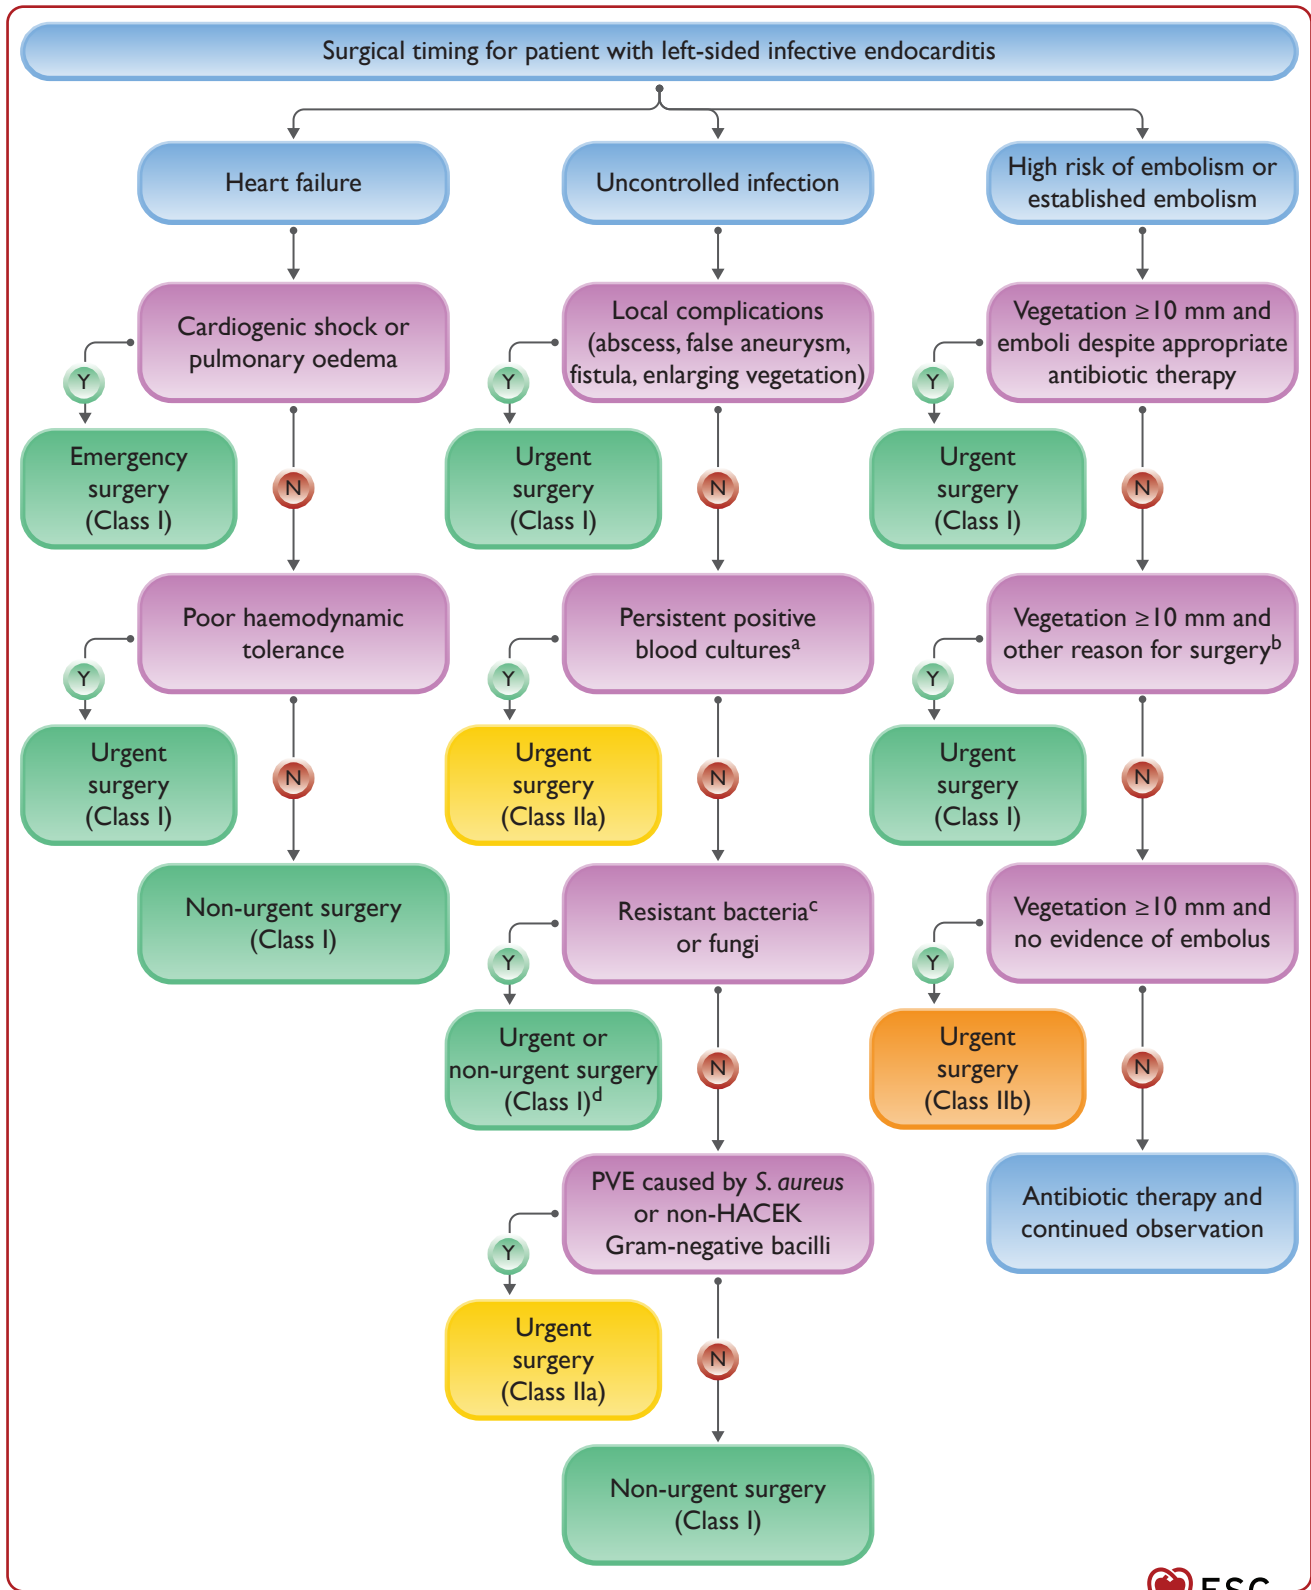 Surgical timing for patient with left-sided infective endocarditis
Heart failure
Uncontrolled infection
High risk of embolism or
established embolism
Cardiogenic shock or
pulmonary oedema
Local complications
(abscess, false aneurysm,
fistula, enlarging vegetation)
Vegetation ≥10 mm and
emboli despite appropriate
antibiotic therapy
Y
Y
Y
Emergency
surgery
(Class I)
N
Urgent
surgery
(Class I)
N
Urgent
surgery
(Class I)
N
Poor haemodynamic
tolerance
Persistent positive
blood culturesᵃ
Vegetation ≥10 mm and
other reason for surgeryᵇ
Y
Y
Y
Urgent
surgery
(Class I)
N
Urgent
surgery
(Class IIa)
N
Urgent
surgery
(Class I)
N
Non-urgent surgery
(Class I)
Resistant bacteriaᶜ
or fungi
Vegetation ≥10 mm and
no evidence of embolus
Y
Y
Urgent or
non-urgent surgery
(Class I)ᵈ
N
Urgent
surgery
(Class IIb)
N
PVE caused by S. aureus
or non-HACEK
Gram-negative bacilli
Antibiotic therapy and
continued observation
Y
Urgent
surgery
(Class IIa)
N
Non-urgent surgery
(Class I)
ESC